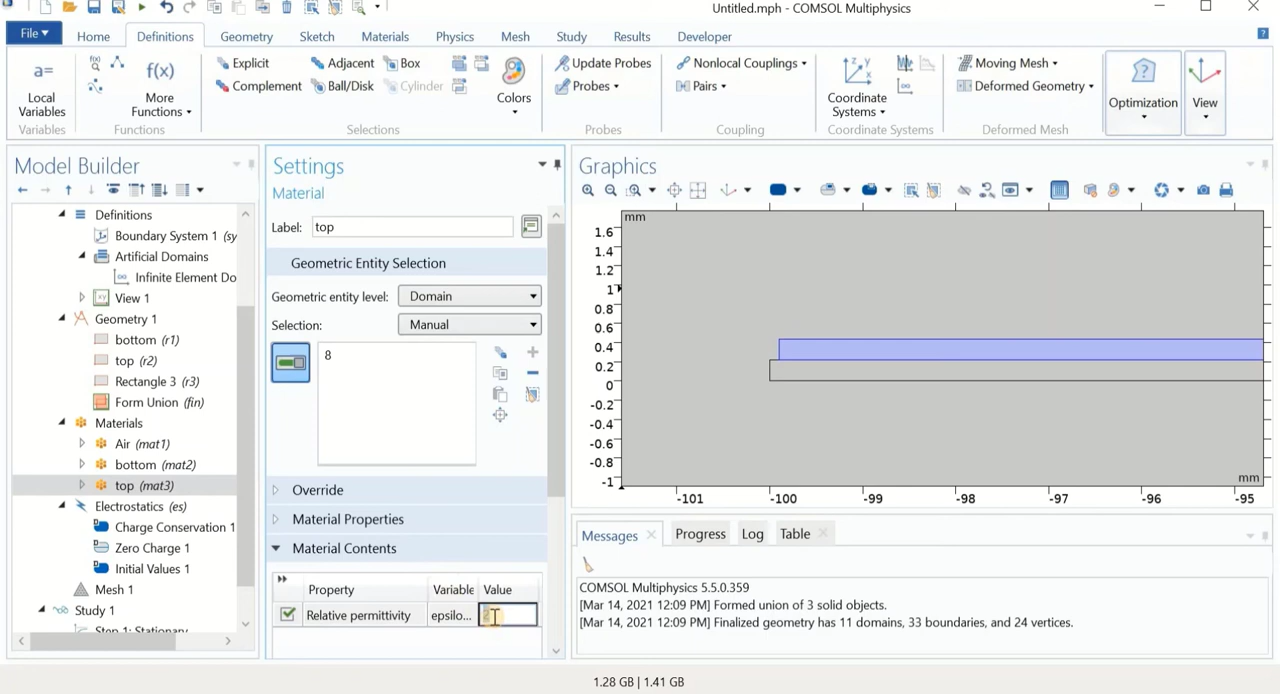 Untitled.mph - COMSOL Multiphysics
File Home Definitions Geometry Sketch Materials Physics Mesh Study Results Developer
a= Local Variables
Variables
f(x) More Functions
Functions
Explicit Adjacent Box
Complement Ball/Disk Cylinder
Colors
Selections
Update Probes
Probes
Probes
Nonlocal Couplings
Pairs
Coupling
Coordinate Systems
Coordinate Systems
Moving Mesh
Deformed Geometry
Deformed Mesh
Optimization
View
Model Builder
Definitions
Boundary System 1 (sy
Artificial Domains
Infinite Element Do
View 1
Geometry 1
bottom (r1)
top (r2)
Rectangle 3 (r3)
Form Union (fin)
Materials
Air (mat1)
bottom (mat2)
top (mat3)
Electrostatics (es)
Charge Conservation 1
Zero Charge 1
Initial Values 1
Mesh 1
Study 1
Step 1: Stationary
Settings
Material
Label: top
Geometric Entity Selection
Geometric entity level: Domain
Selection: Manual
8
Override
Material Properties
Material Contents
Property Variable Value
Relative permittivity epsilo...
Graphics
mm
1.6
1.4
1.2
1
0.8
0.6
0.4
0.2
0
-0.2
-0.4
-0.6
-0.8
-1
mm
-101 -100 -99 -98 -97 -96 -95
Messages Progress Log Table
COMSOL Multiphysics 5.5.0.359
[Mar 14, 2021 12:09 PM] Formed union of 3 solid objects.
[Mar 14, 2021 12:09 PM] Finalized geometry has 11 domains, 33 boundaries, and 24 vertices.
1.28 GB | 1.41 GB